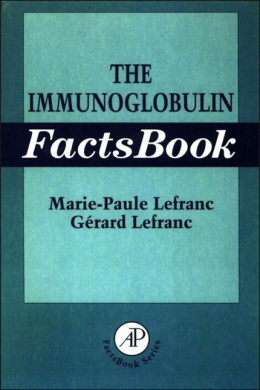 THE
IMMUNOGLOBULIN
FactsBook
Marie-Paule Lefranc
Gérard Lefranc
AP
FactsBook Series